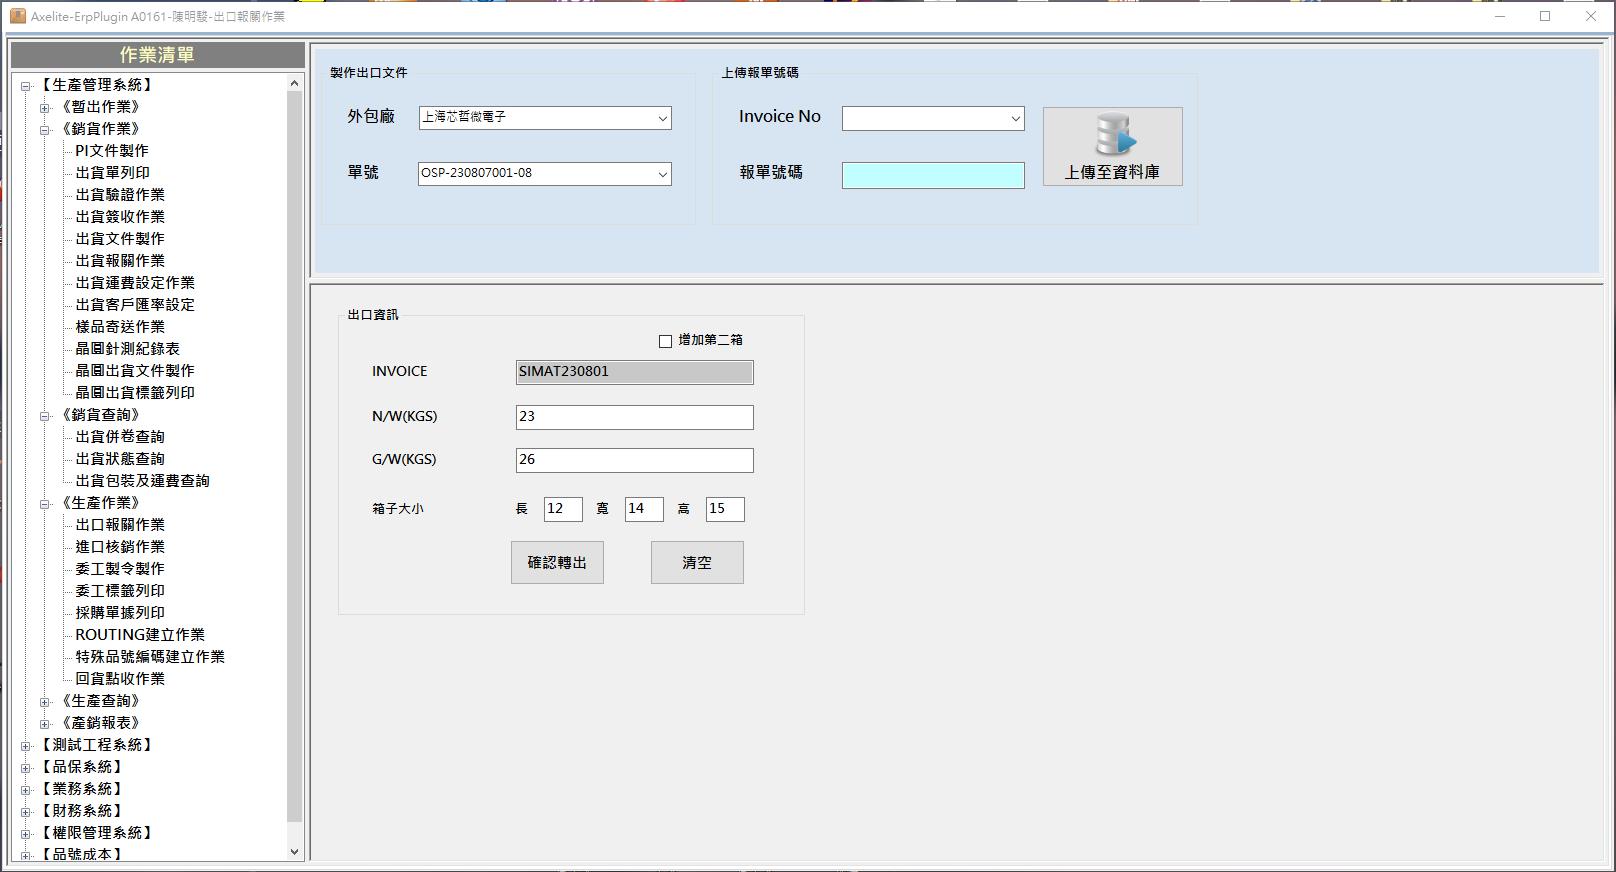 Axelite-ErpPlugin A0161-陳明駿-出口報關作業
作業清單
【生產管理系統】
《暫出作業》
《銷貨作業》
PI文件製作
出貨單列印
出貨驗證作業
出貨簽收作業
出貨文件製作
出貨報關作業
出貨運費設定作業
出貨客戶匯率設定
樣品寄送作業
晶圓針測紀錄表
晶圓出貨文件製作
晶圓出貨標籤列印
《銷貨查詢》
出貨併卷查詢
出貨狀態查詢
出貨包裝及運費查詢
《生產作業》
出口報關作業
進口核銷作業
委工製令製作
委工標籤列印
採購單據列印
ROUTING建立作業
特殊品號編碼建立作業
回貨點收作業
《生產查詢》
《產銷報表》
【測試工程系統】
【品保系統】
【業務系統】
【財務系統】
【權限管理系統】
【品號成本】
製作出口文件
外包廠 上海芯哲微電子
單號 OSP-230807001-08
上傳報單號碼
Invoice No
報單號碼
上傳至資料庫
出口資訊
增加第二箱
INVOICE SIMAT230801
N/W(KGS) 23
G/W(KGS) 26
箱子大小 長 12 寬 14 高 15
確認轉出 清空